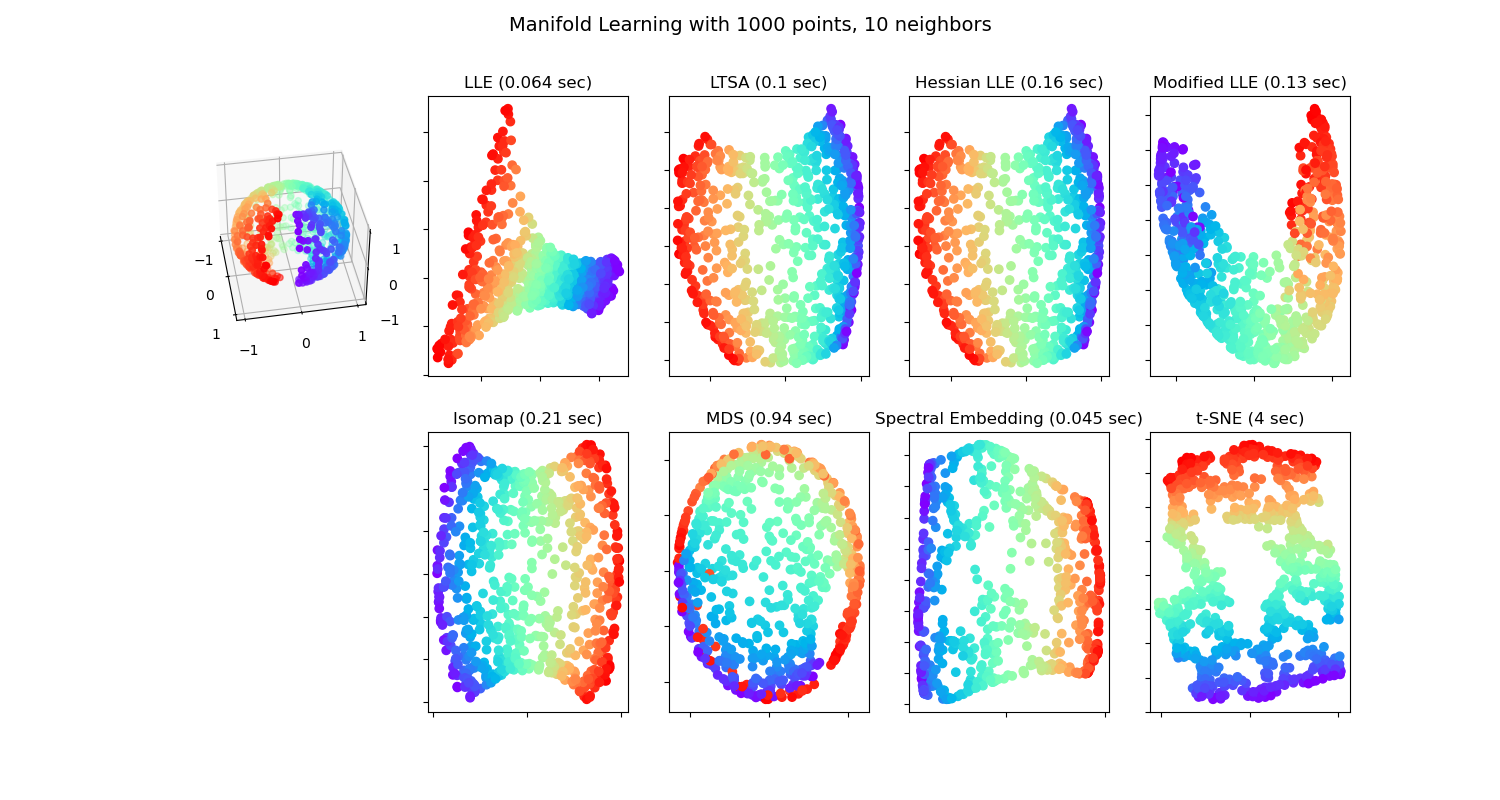 Manifold Learning with 1000 points, 10 neighbors
LLE (0.064 sec)
LTSA (0.1 sec)
Hessian LLE (0.16 sec)
Modified LLE (0.13 sec)
−1
0
1
−1
0
1
1
0
−1
Isomap (0.21 sec)
MDS (0.94 sec)
Spectral Embedding (0.045 sec)
t-SNE (4 sec)